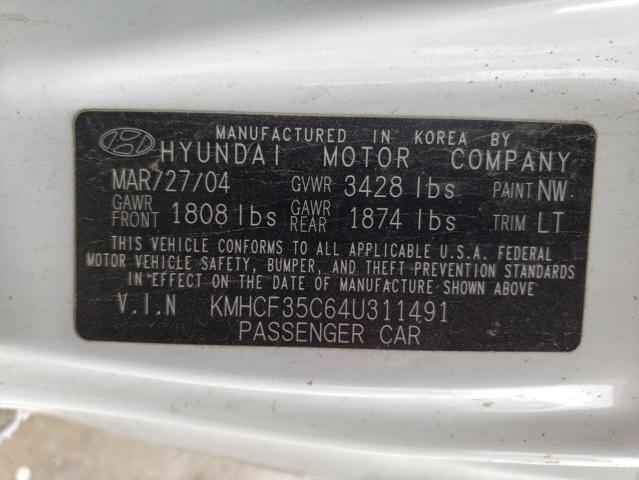 MANUFACTURED IN KOREA BY
HYUNDAI MOTOR COMPANY
MAR/27/04 GVWR 3428 lbs PAINT NW
GAWR FRONT 1808 lbs GAWR REAR 1874 lbs TRIM LT
THIS VEHICLE CONFORMS TO ALL APPLICABLE U.S.A. FEDERAL
MOTOR VEHICLE SAFETY, BUMPER, AND THEFT PREVENTION STANDARDS
IN EFFECT ON THE DATE OF MANUFACTURE SHOWN ABOVE
V.I.N KMHCF35C64U311491
PASSENGER CAR